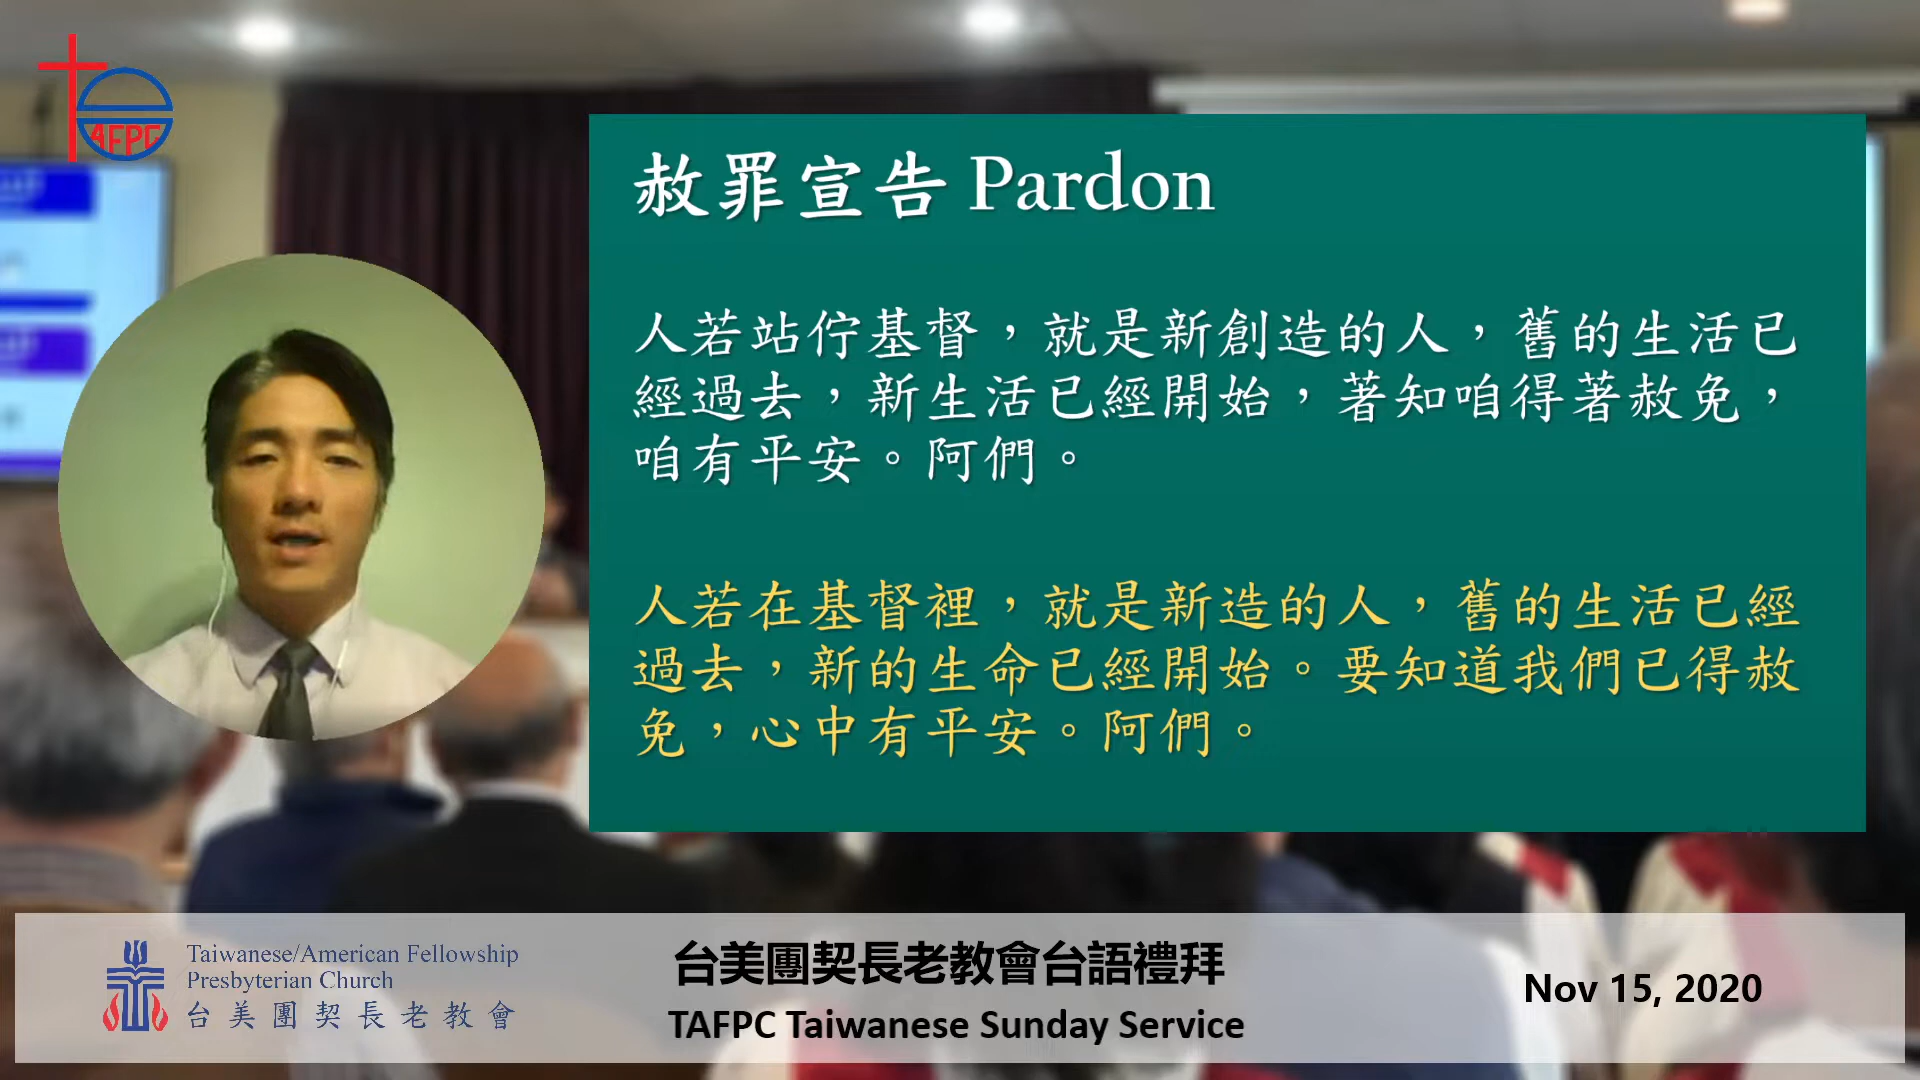 AFPC
赦罪宣告 Pardon
人若站佇基督，就是新創造的人，舊的生活已
經過去，新生活已經開始，著知咱得著赦免，
咱有平安。阿們。
人若在基督裡，就是新造的人，舊的生活已經
過去，新的生命已經開始。要知道我們已得赦
免，心中有平安。阿們。
Taiwanese/American Fellowship
Presbyterian Church
台美團契長老教會
台美團契長老教會台語禮拜
TAFPC Taiwanese Sunday Service
Nov 15, 2020